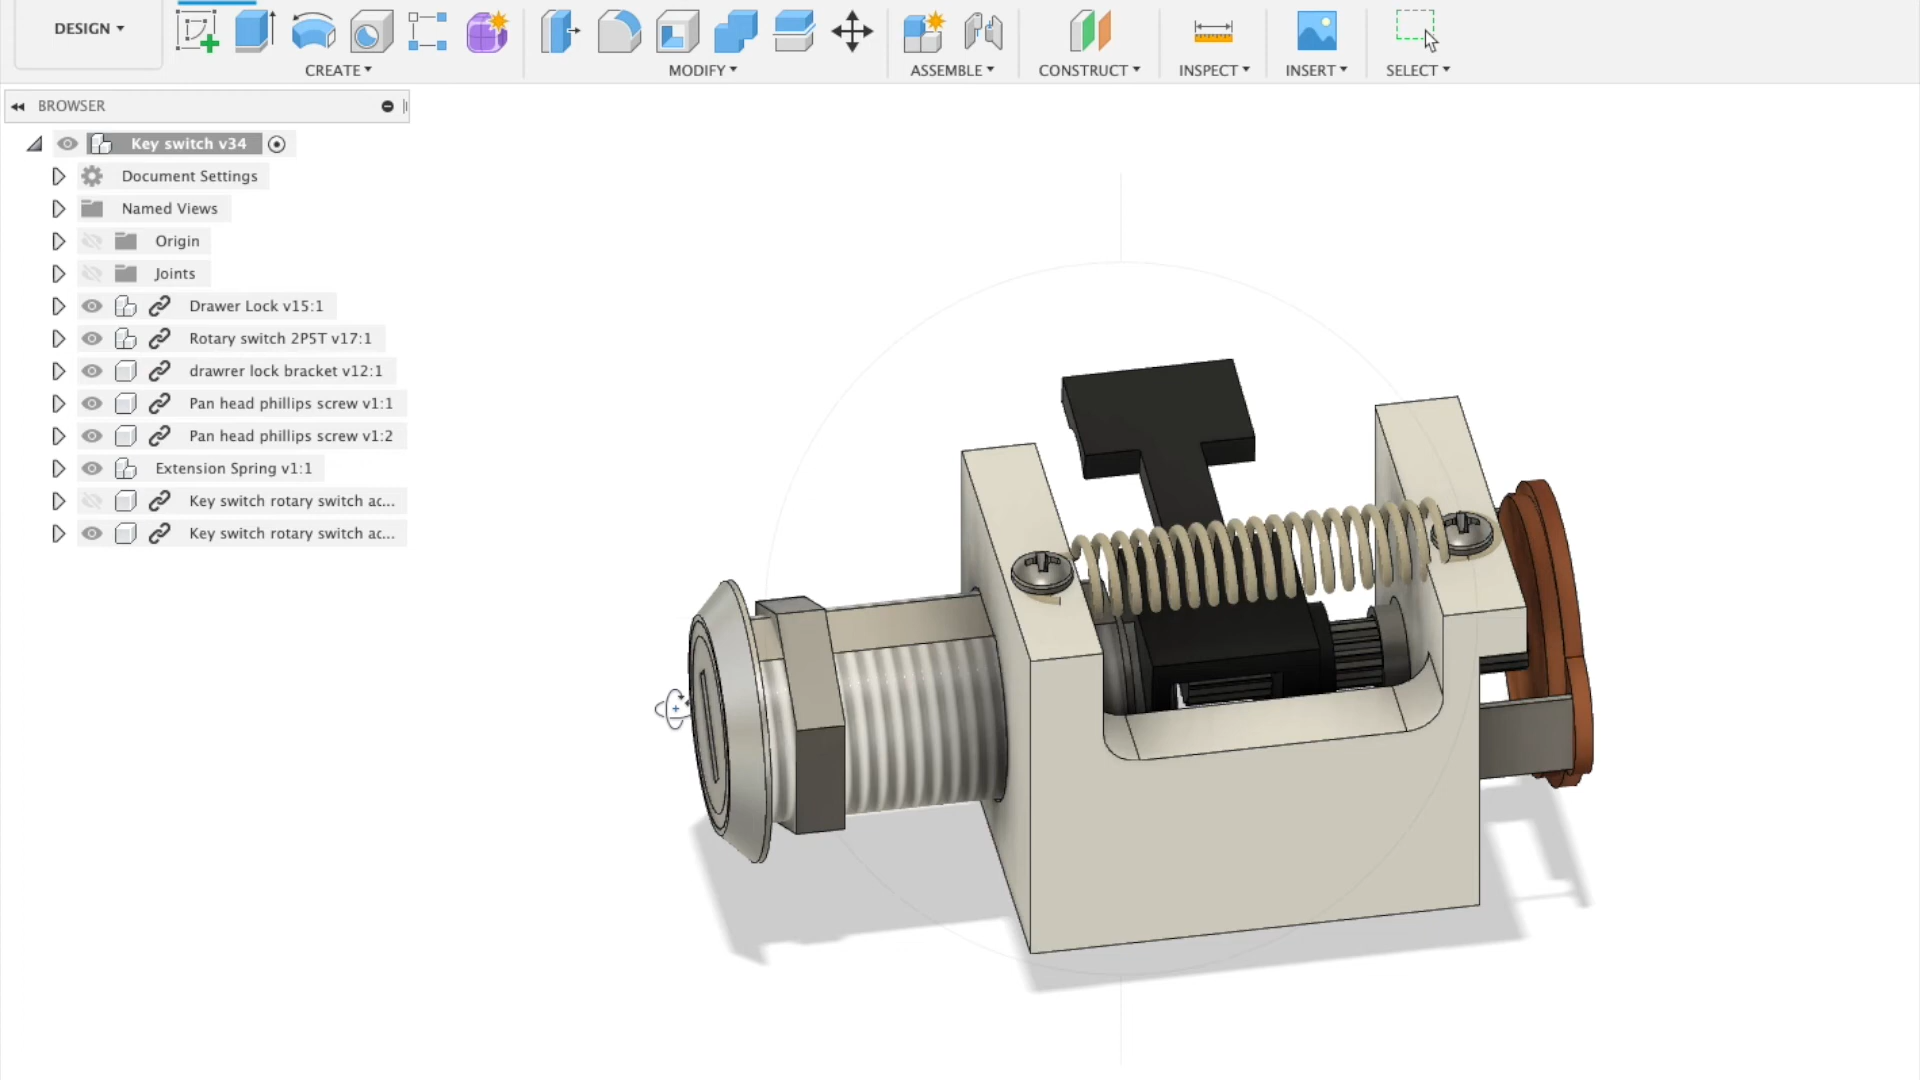 DESIGN
CREATE
MODIFY
ASSEMBLE
CONSTRUCT
INSPECT
INSERT
SELECT
BROWSER
Key switch v34
Document Settings
Named Views
Origin
Joints
Drawer Lock v15:1
Rotary switch 2P5T v17:1
drawrer lock bracket v12:1
Pan head phillips screw v1:1
Pan head phillips screw v1:2
Extension Spring v1:1
Key switch rotary switch ac...
Key switch rotary switch ac...